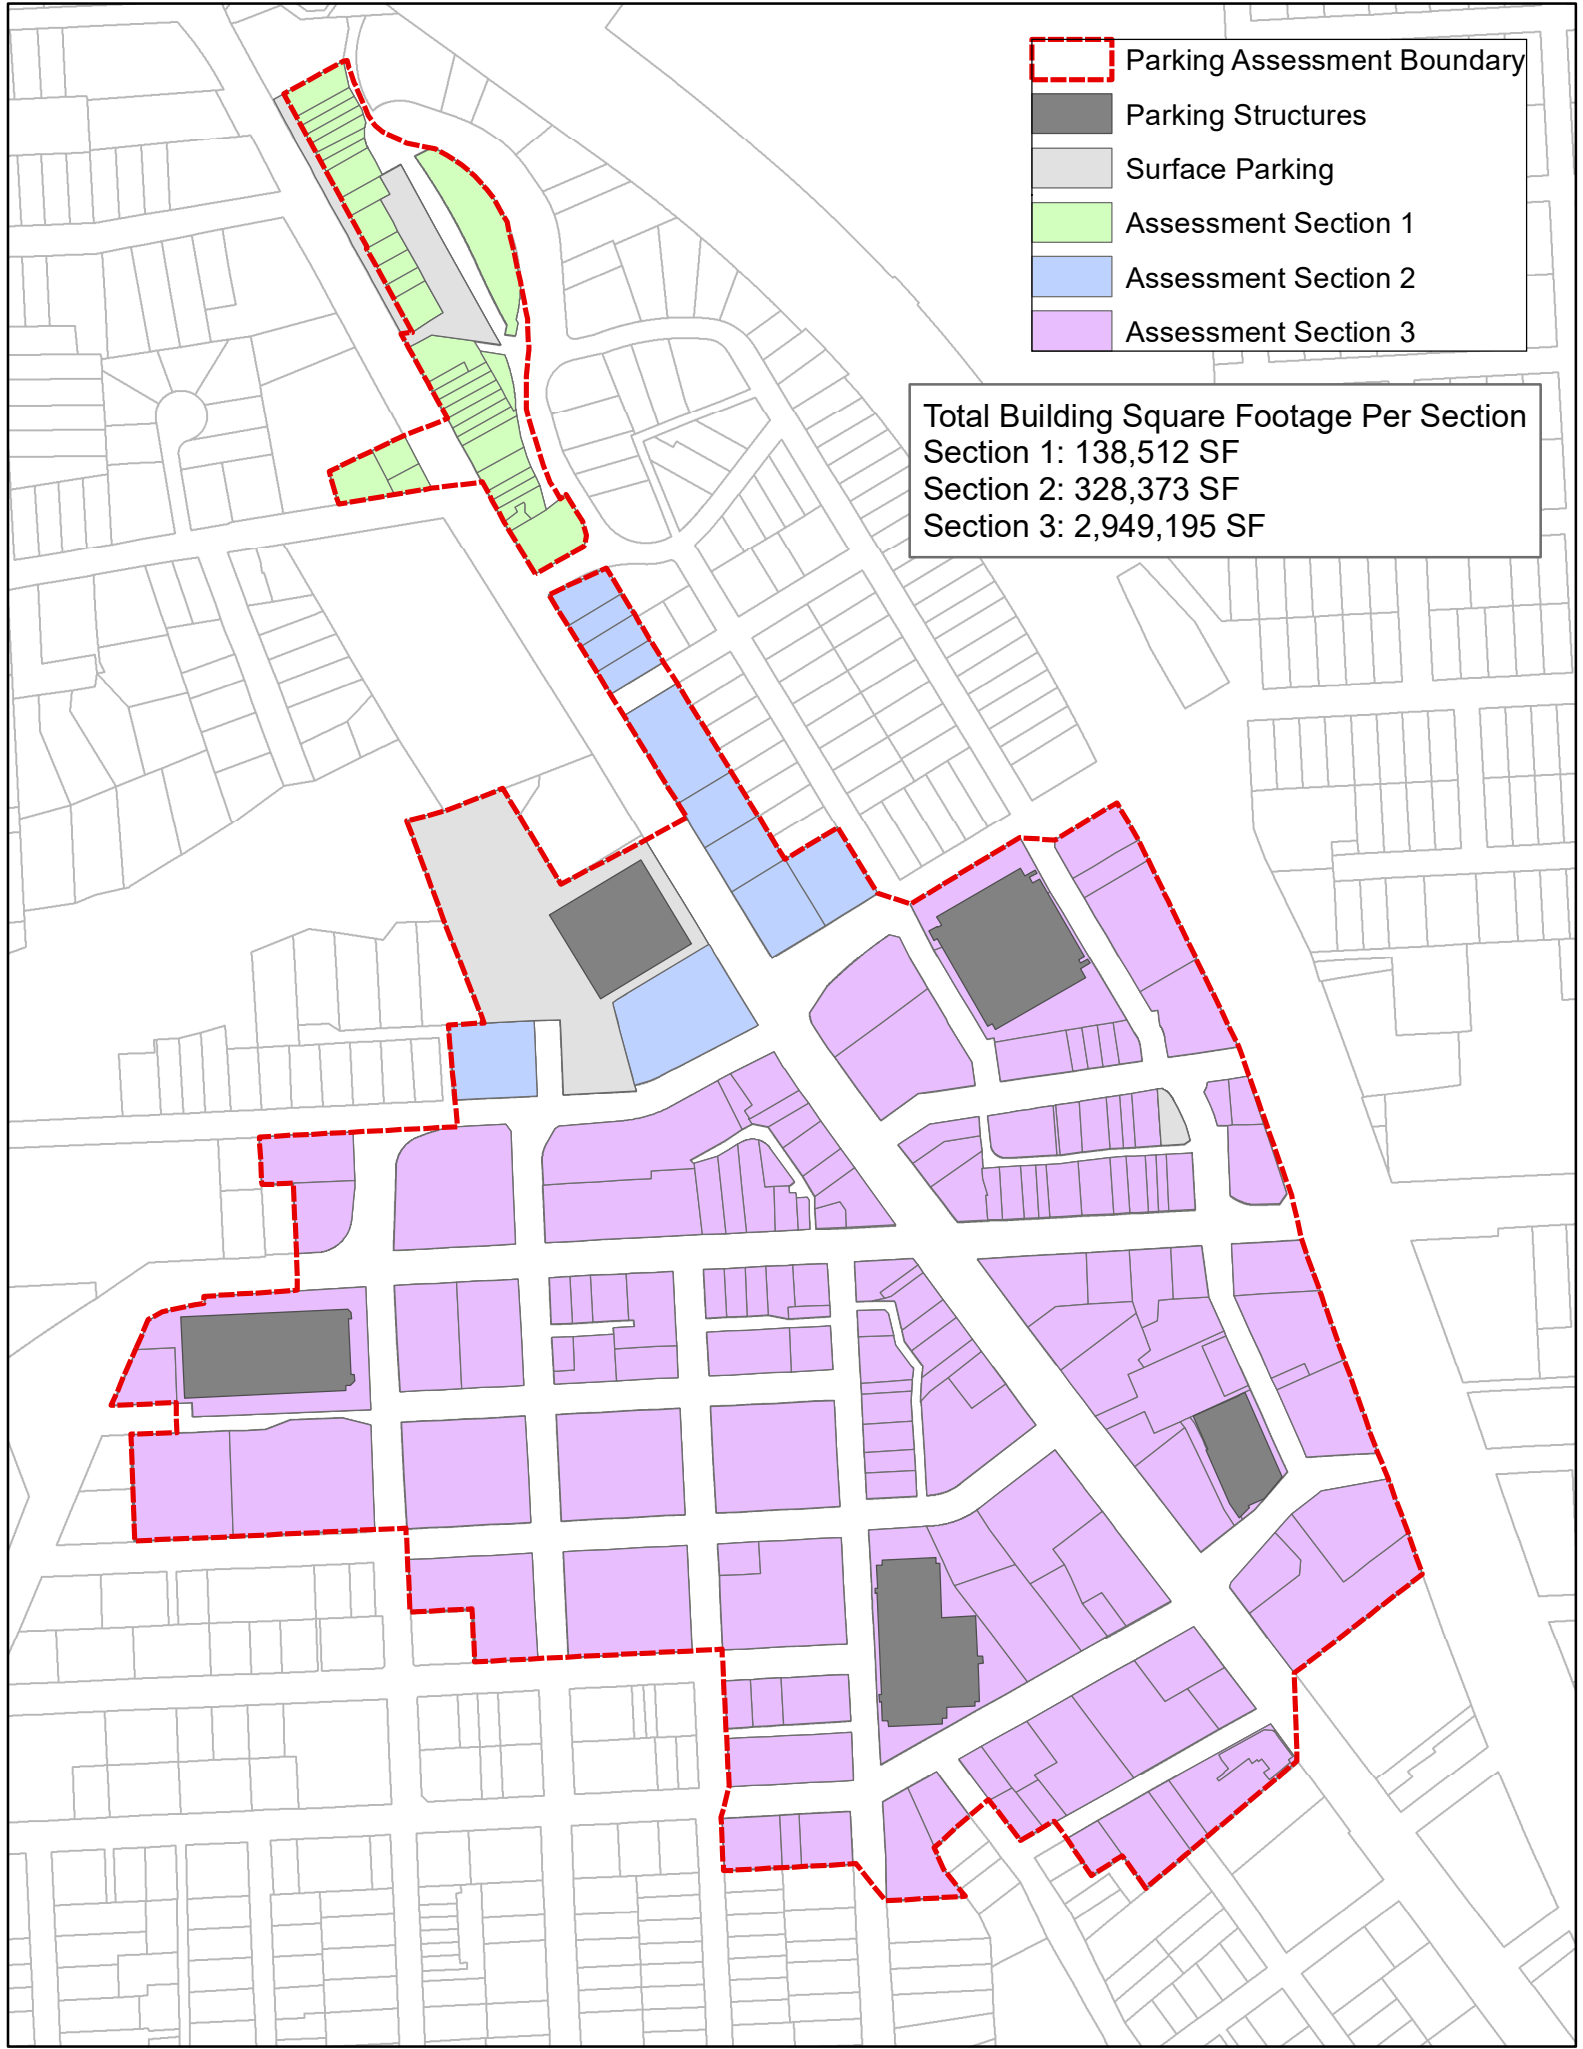 Parking Assessment Boundary
Parking Structures
Surface Parking
Assessment Section 1
Assessment Section 2
Assessment Section 3
Total Building Square Footage Per Section
Section 1: 138,512 SF
Section 2: 328,373 SF
Section 3: 2,949,195 SF